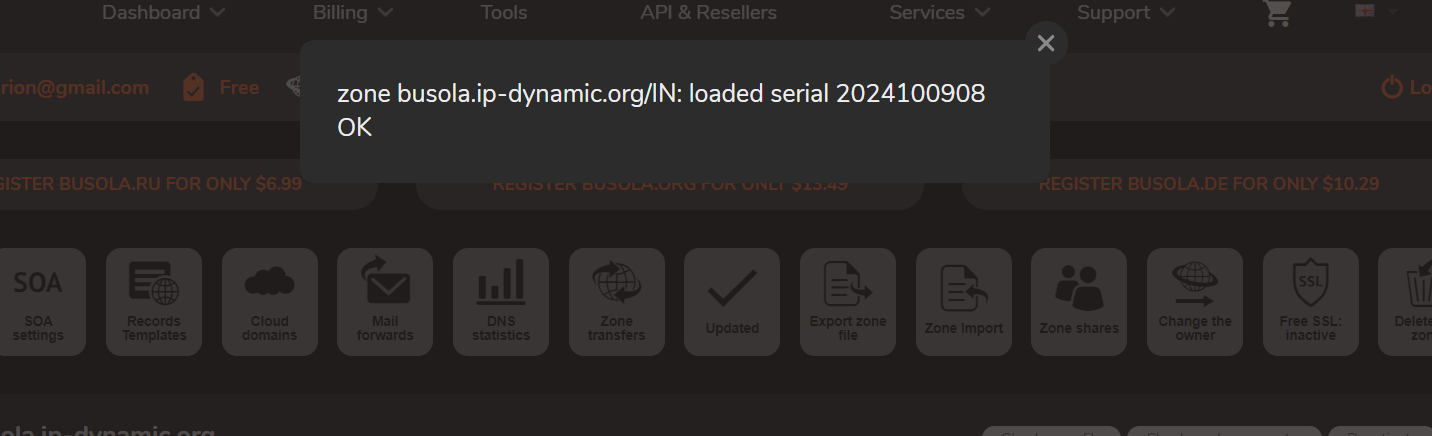 Dashboard Billing Tools API & Resellers Services Support
zone busola.ip-dynamic.org/IN: loaded serial 2024100908
OK
rion@gmail.com Free Lo
GISTER BUSOLA.RU FOR ONLY $6.99 REGISTER BUSOLA.ORG FOR ONLY $13.49 REGISTER BUSOLA.DE FOR ONLY $10.29
SOA
SOA
settings
Records
Templates
Cloud
domains
Mail
forwards
DNS
statistics
Zone
transfers
Updated
Export zone
file
Zone Import
Zone shares
Change the
owner
SSL
Free SSL:
inactive
Delete
zon
ola.ip-dynamic.org